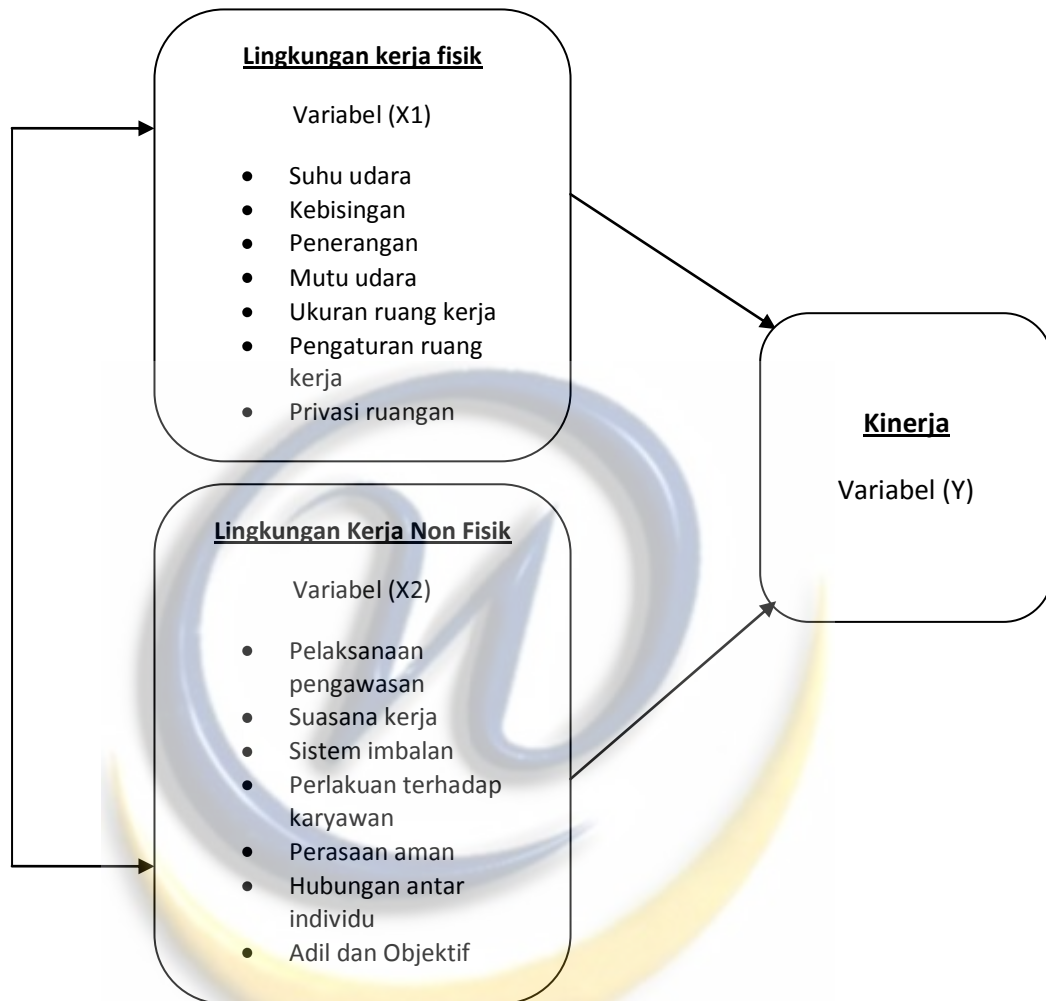 Lingkungan kerja fisik
Variabel (X1)
• Suhu udara
• Kebisingan
• Penerangan
• Mutu udara
• Ukuran ruang kerja
• Pengaturan ruang
kerja
• Privasi ruangan
Kinerja
Variabel (Y)
Lingkungan Kerja Non Fisik
Variabel (X2)
• Pelaksanaan
pengawasan
• Suasana kerja
• Sistem imbalan
• Perlakuan terhadap
karyawan
• Perasaan aman
• Hubungan antar
individu
• Adil dan Objektif